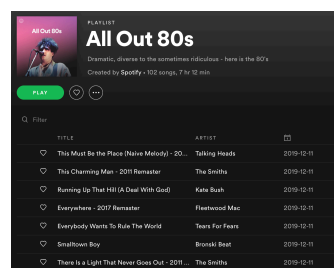 All Out 80s
PLAYLIST
All Out 80s
Dramatic, diverse to the sometimes ridiculous - here is the 80's
Created by Spotify • 102 songs, 7 hr 12 min
PLAY
Filter
TITLE ARTIST
This Must Be the Place (Naive Melody) - 20... Talking Heads 2019-12-11
This Charming Man - 2011 Remaster The Smiths 2019-12-11
Running Up That Hill (A Deal With God) Kate Bush 2019-12-11
Everywhere - 2017 Remaster Fleetwood Mac 2019-12-11
Everybody Wants To Rule The World Tears For Fears 2019-12-11
Smalltown Boy Bronski Beat 2019-12-11
There Is a Light That Never Goes Out - 2011 ... The Smiths 2019-12-11